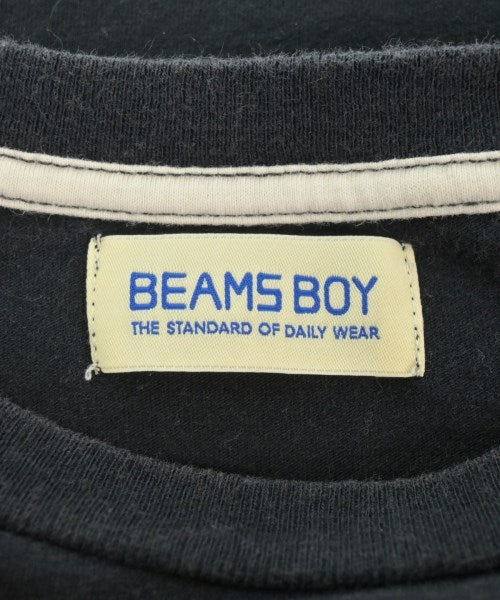 BEAMS BOY
THE STANDARD OF DAILY WEAR